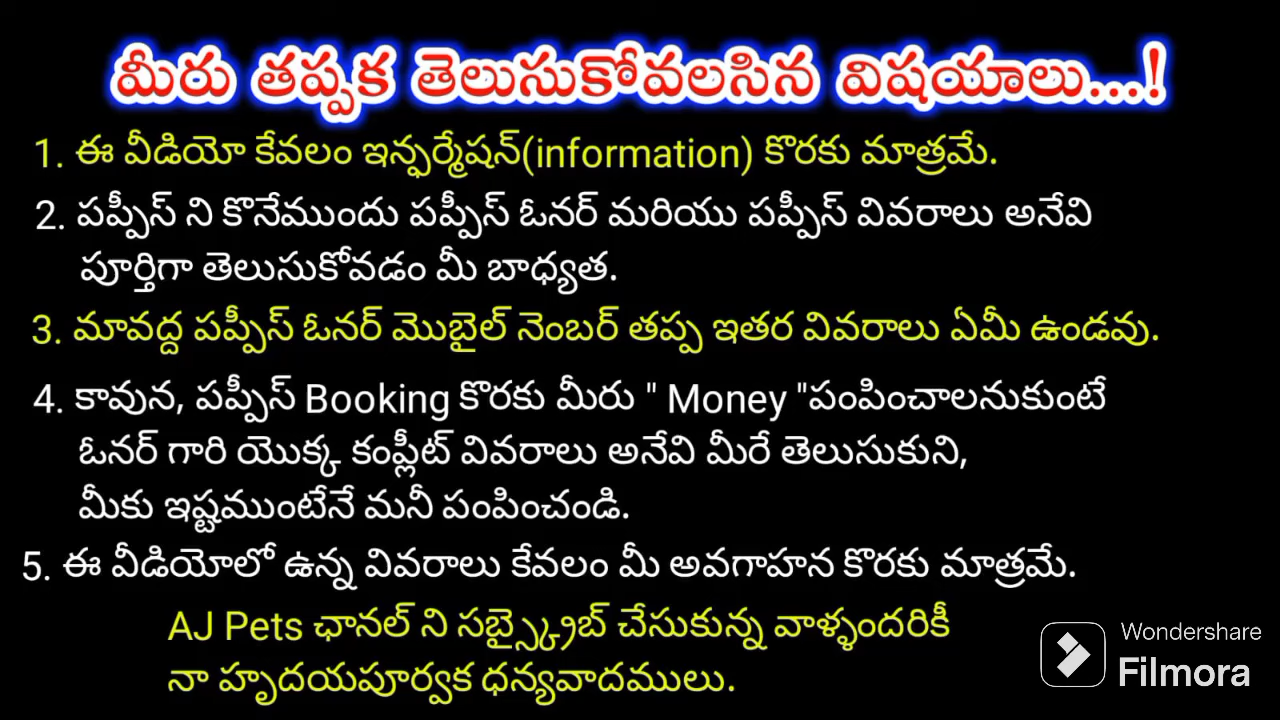 మీరు తప్పక తెలుసుకోవలసిన విషయాలు...!
1. ఈ వీడియో కేవలం ఇన్ఫర్మేషన్(information) కొరకు మాత్రమే.
2. పప్పీస్ ని కొనేముందు పప్పీస్ ఓనర్ మరియు పప్పీస్ వివరాలు అనేవి
పూర్తిగా తెలుసుకోవడం మీ బాధ్యత.
3. మావద్ద పప్పీస్ ఓనర్ మొబైల్ నెంబర్ తప్ప ఇతర వివరాలు ఏమీ ఉండవు.
4. కావున, పప్పీస్ Booking కొరకు మీరు " Money "పంపించాలనుకుంటే
ఓనర్ గారి యొక్క కంప్లీట్ వివరాలు అనేవి మీరే తెలుసుకుని,
మీకు ఇష్టముంటేనే మనీ పంపించండి.
5. ఈ వీడియోలో ఉన్న వివరాలు కేవలం మీ అవగాహన కొరకు మాత్రమే.
AJ Pets ఛానల్ ని సబ్స్క్రైబ్ చేసుకున్న వాళ్ళందరికీ
నా హృదయపూర్వక ధన్యవాదములు.
Wondershare
Filmora